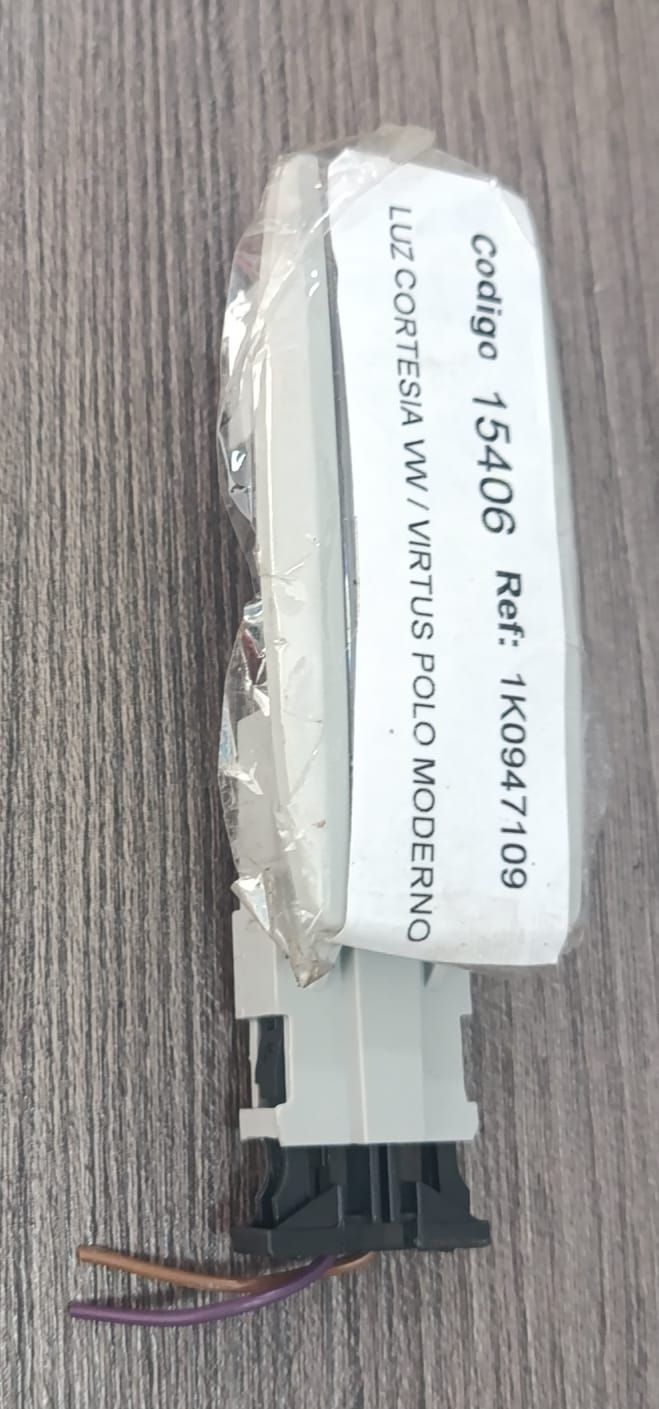 Codigo 15406 Ref: 1K0947109
LUZ CORTESIA VW / VIRTUS POLO MODERNO